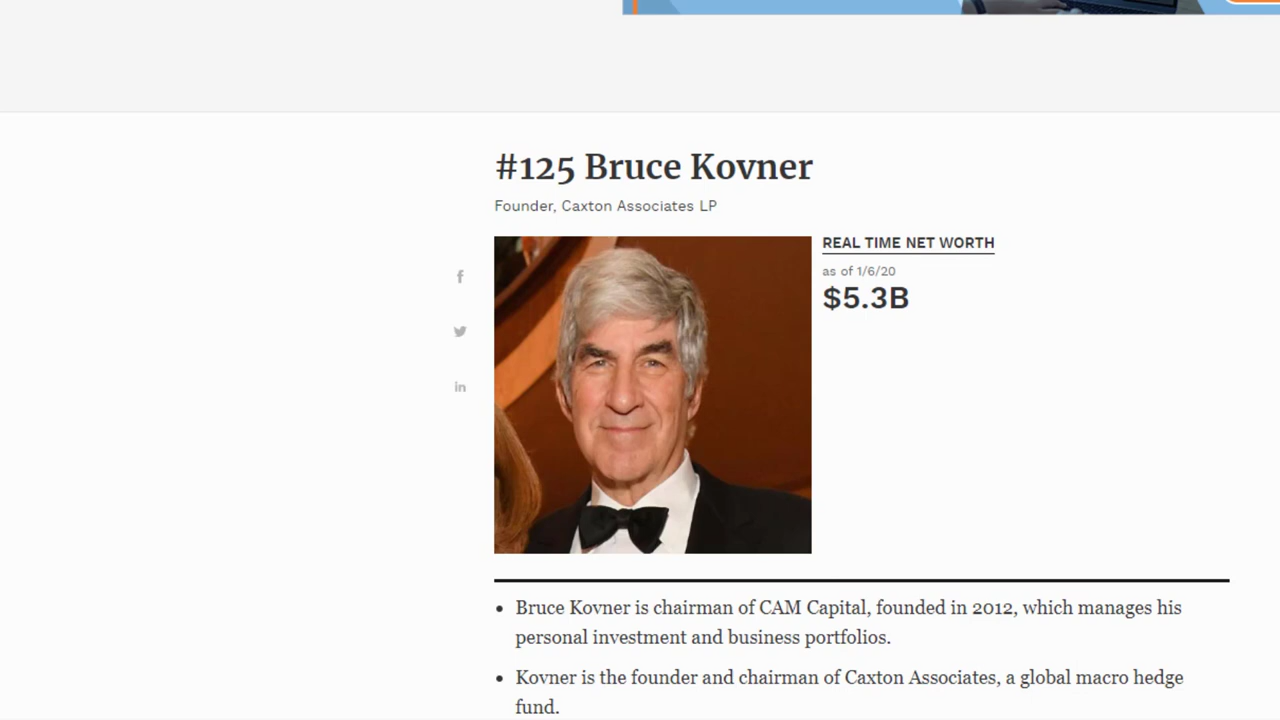 #125 Bruce Kovner
Founder, Caxton Associates LP
REAL TIME NET WORTH
as of 1/6/20
$5.3B
f
in
Bruce Kovner is chairman of CAM Capital, founded in 2012, which manages his
personal investment and business portfolios.
Kovner is the founder and chairman of Caxton Associates, a global macro hedge
fund.